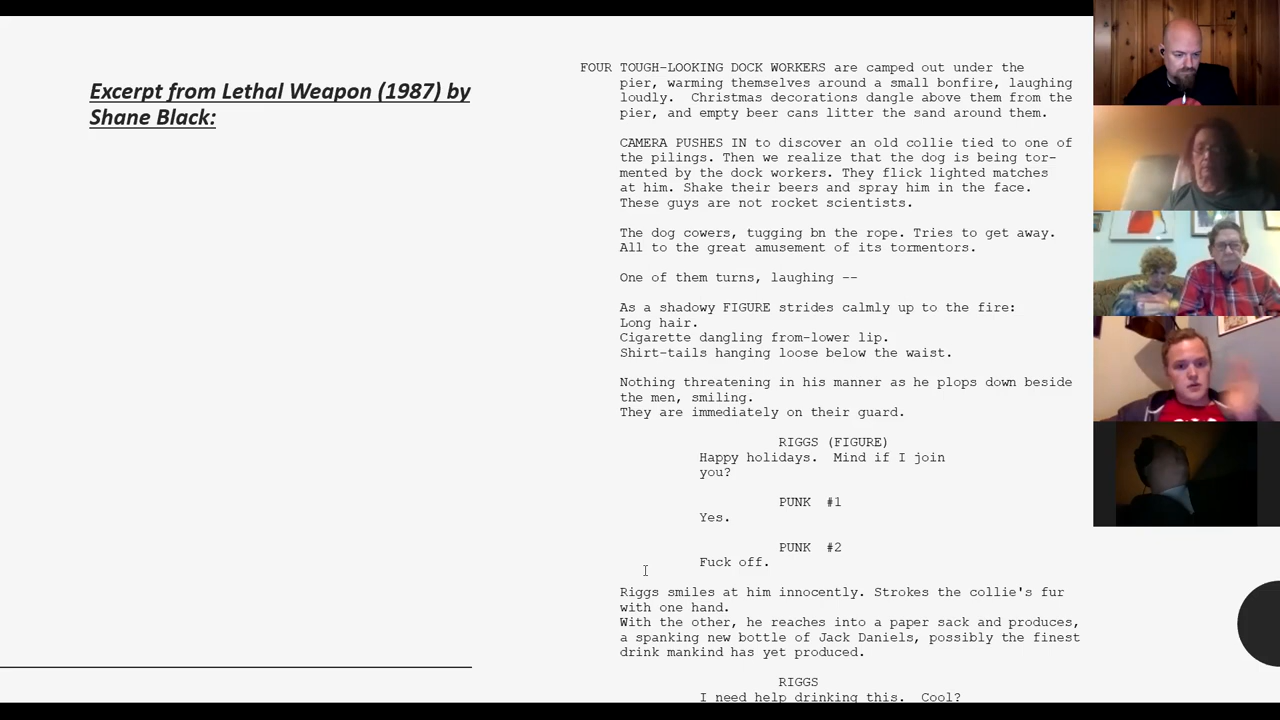 Excerpt from Lethal Weapon (1987) by
Shane Black:
FOUR TOUGH-LOOKING DOCK WORKERS are camped out under the
pier, warming themselves around a small bonfire, laughing
loudly.  Christmas decorations dangle above them from the
pier, and empty beer cans litter the sand around them.
CAMERA PUSHES IN to discover an old collie tied to one of
the pilings. Then we realize that the dog is being tor-
mented by the dock workers. They flick lighted matches
at him. Shake their beers and spray him in the face.
These guys are not rocket scientists.
The dog cowers, tugging bn the rope. Tries to get away.
All to the great amusement of its tormentors.
One of them turns, laughing --
As a shadowy FIGURE strides calmly up to the fire:
Long hair.
Cigarette dangling from-lower lip.
Shirt-tails hanging loose below the waist.
Nothing threatening in his manner as he plops down beside
the men, smiling.
They are immediately on their guard.
RIGGS (FIGURE)
Happy holidays.  Mind if I join
you?
PUNK  #1
Yes.
PUNK  #2
Fuck off.
Riggs smiles at him innocently. Strokes the collie's fur
with one hand.
With the other, he reaches into a paper sack and produces,
a spanking new bottle of Jack Daniels, possibly the finest
drink mankind has yet produced.
RIGGS
I need help drinking this.  Cool?